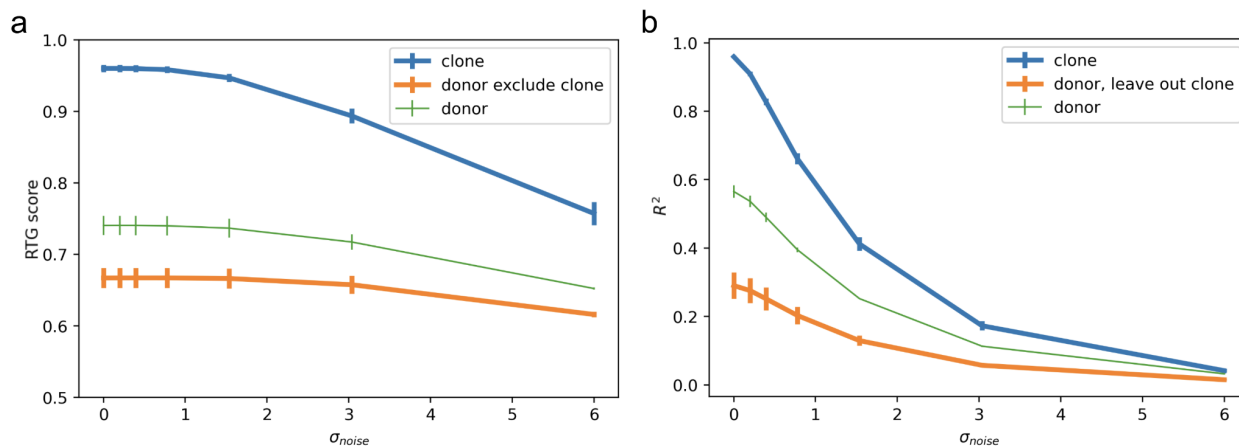 a
1.0
0.9
0.8
0.7
0.6
0.5
RTG score
clone
donor exclude clone
donor
0 1 2 3 4 5 6
σnoise
b
1.0
0.8
0.6
0.4
0.2
0.0
R²
clone
donor, leave out clone
donor
0 1 2 3 4 5 6
σnoise